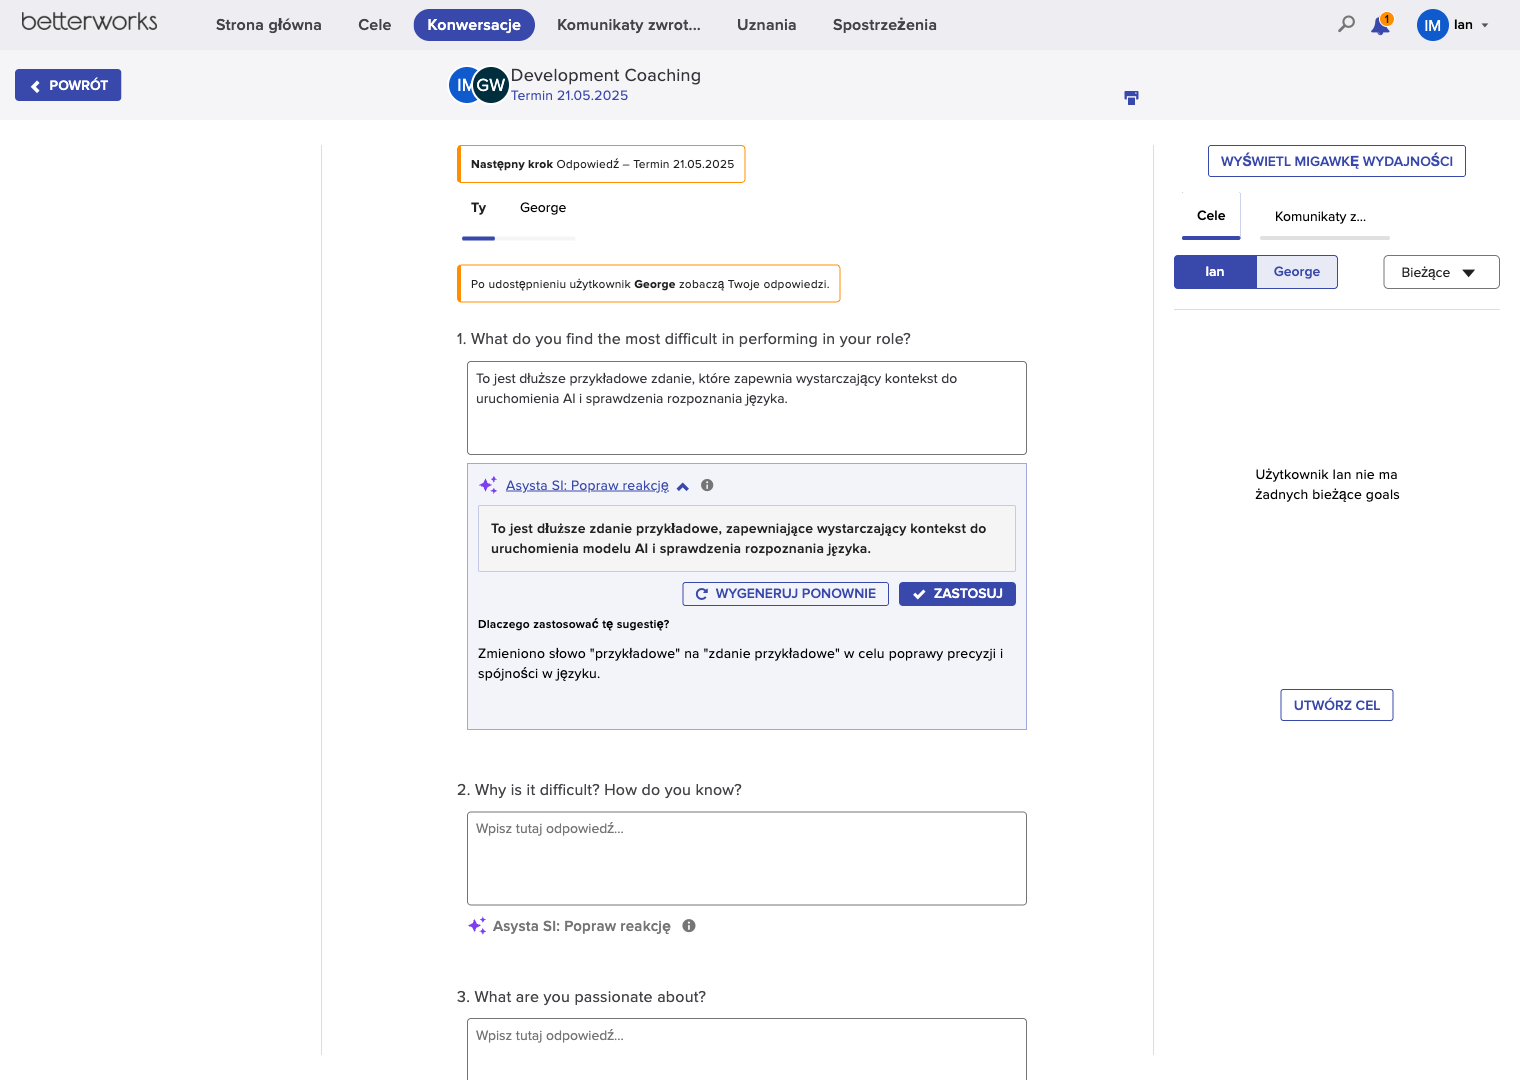 betterworks
Strona główna
Cele
Konwersacje
Komunikaty zwrot...
Uznania
Spostrzeżenia
1
IM
Ian
POWRÓT
IM
GW
Development Coaching
Termin 21.05.2025
Następny krok Odpowiedź – Termin 21.05.2025
Ty
George
Po udostępnieniu użytkownik George zobaczą Twoje odpowiedzi.
1. What do you find the most difficult in performing in your role?
To jest dłuższe przykładowe zdanie, które zapewnia wystarczający kontekst do
uruchomienia AI i sprawdzenia rozpoznania języka.
Asysta SI: Popraw reakcję
To jest dłuższe zdanie przykładowe, zapewniające wystarczający kontekst do
uruchomienia modelu AI i sprawdzenia rozpoznania języka.
WYGENERUJ PONOWNIE
ZASTOSUJ
Dlaczego zastosować tę sugestię?
Zmieniono słowo "przykładowe" na "zdanie przykładowe" w celu poprawy precyzji i
spójności w języku.
2. Why is it difficult? How do you know?
Wpisz tutaj odpowiedź...
Asysta SI: Popraw reakcję
3. What are you passionate about?
Wpisz tutaj odpowiedź...
WYŚWIETL MIGAWKĘ WYDAJNOŚCI
Cele
Komunikaty z...
Ian
George
Bieżące
Użytkownik Ian nie ma
żadnych bieżące goals
UTWÓRZ CEL